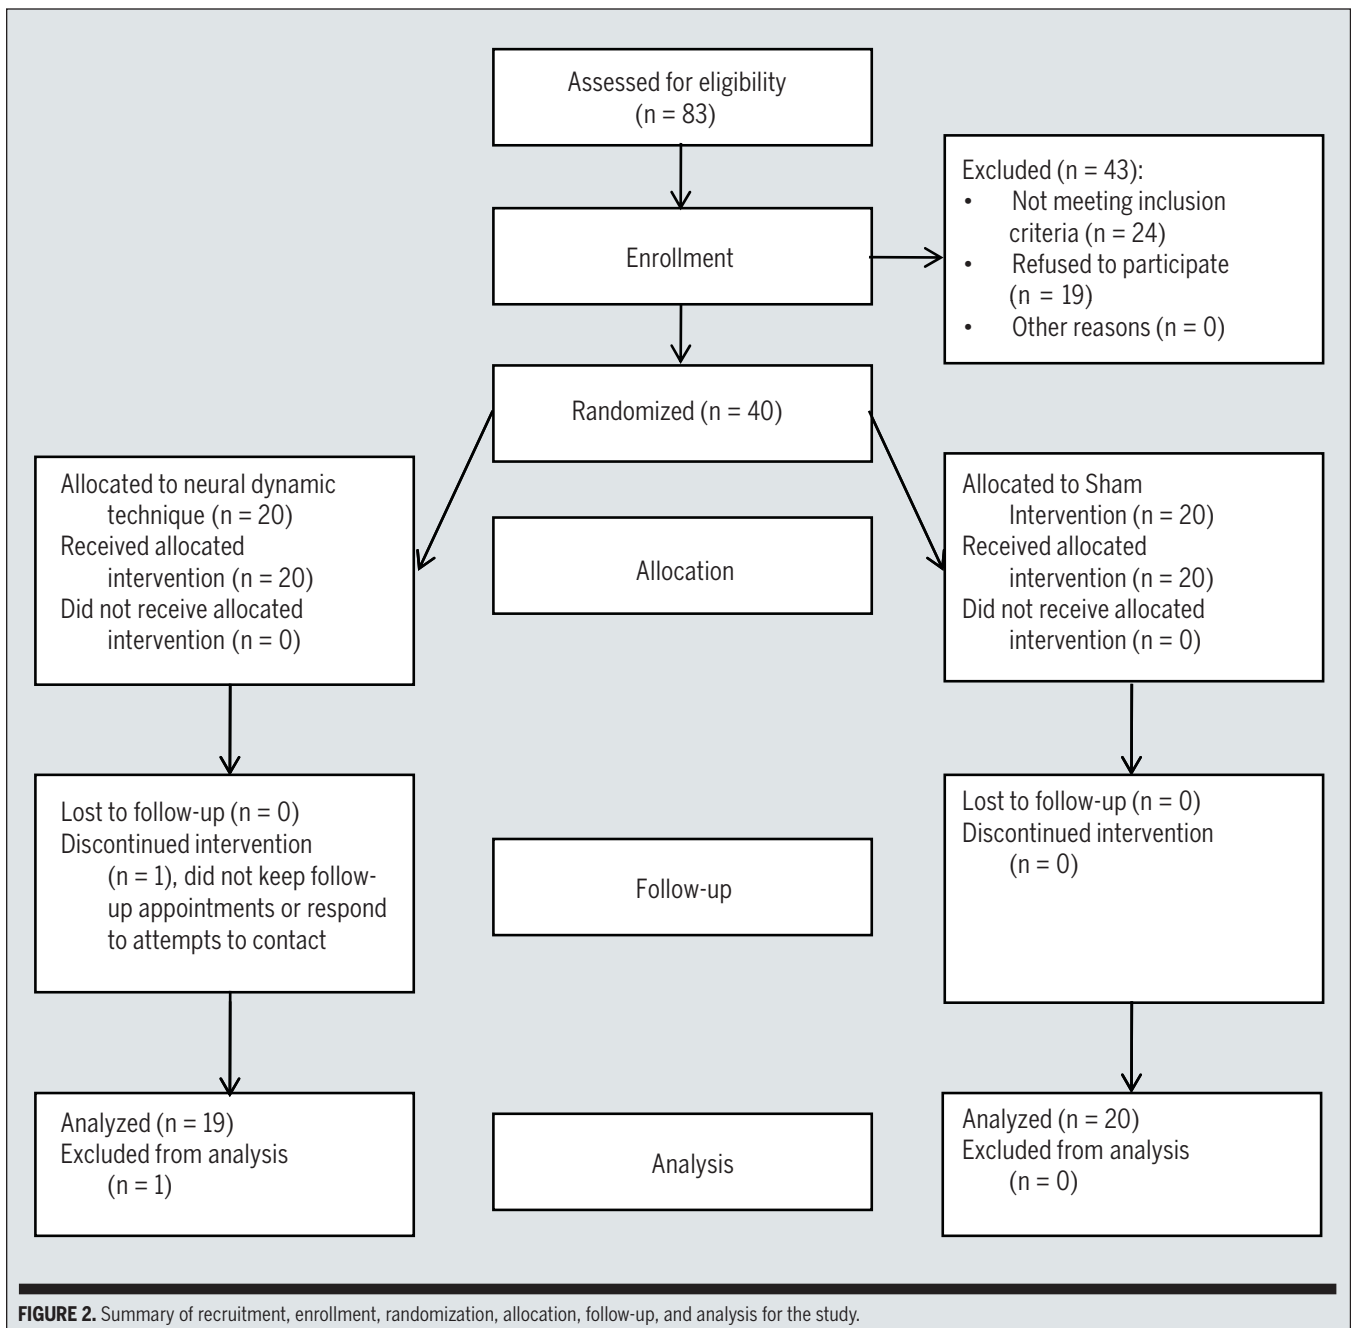 Assessed for eligibility
(n = 83)
Excluded (n = 43):
• Not meeting inclusion
criteria (n = 24)
• Refused to participate
(n = 19)
• Other reasons (n = 0)
Enrollment
Randomized (n = 40)
Allocated to neural dynamic
technique (n = 20)
Received allocated
intervention (n = 20)
Did not receive allocated
intervention (n = 0)
Allocation
Allocated to Sham
Intervention (n = 20)
Received allocated
intervention (n = 20)
Did not receive allocated
intervention (n = 0)
Lost to follow-up (n = 0)
Discontinued intervention
(n = 1), did not keep follow-
up appointments or respond
to attempts to contact
Follow-up
Lost to follow-up (n = 0)
Discontinued intervention
(n = 0)
Analyzed (n = 19)
Excluded from analysis
(n = 1)
Analysis
Analyzed (n = 20)
Excluded from analysis
(n = 0)
FIGURE 2. Summary of recruitment, enrollment, randomization, allocation, follow-up, and analysis for the study.